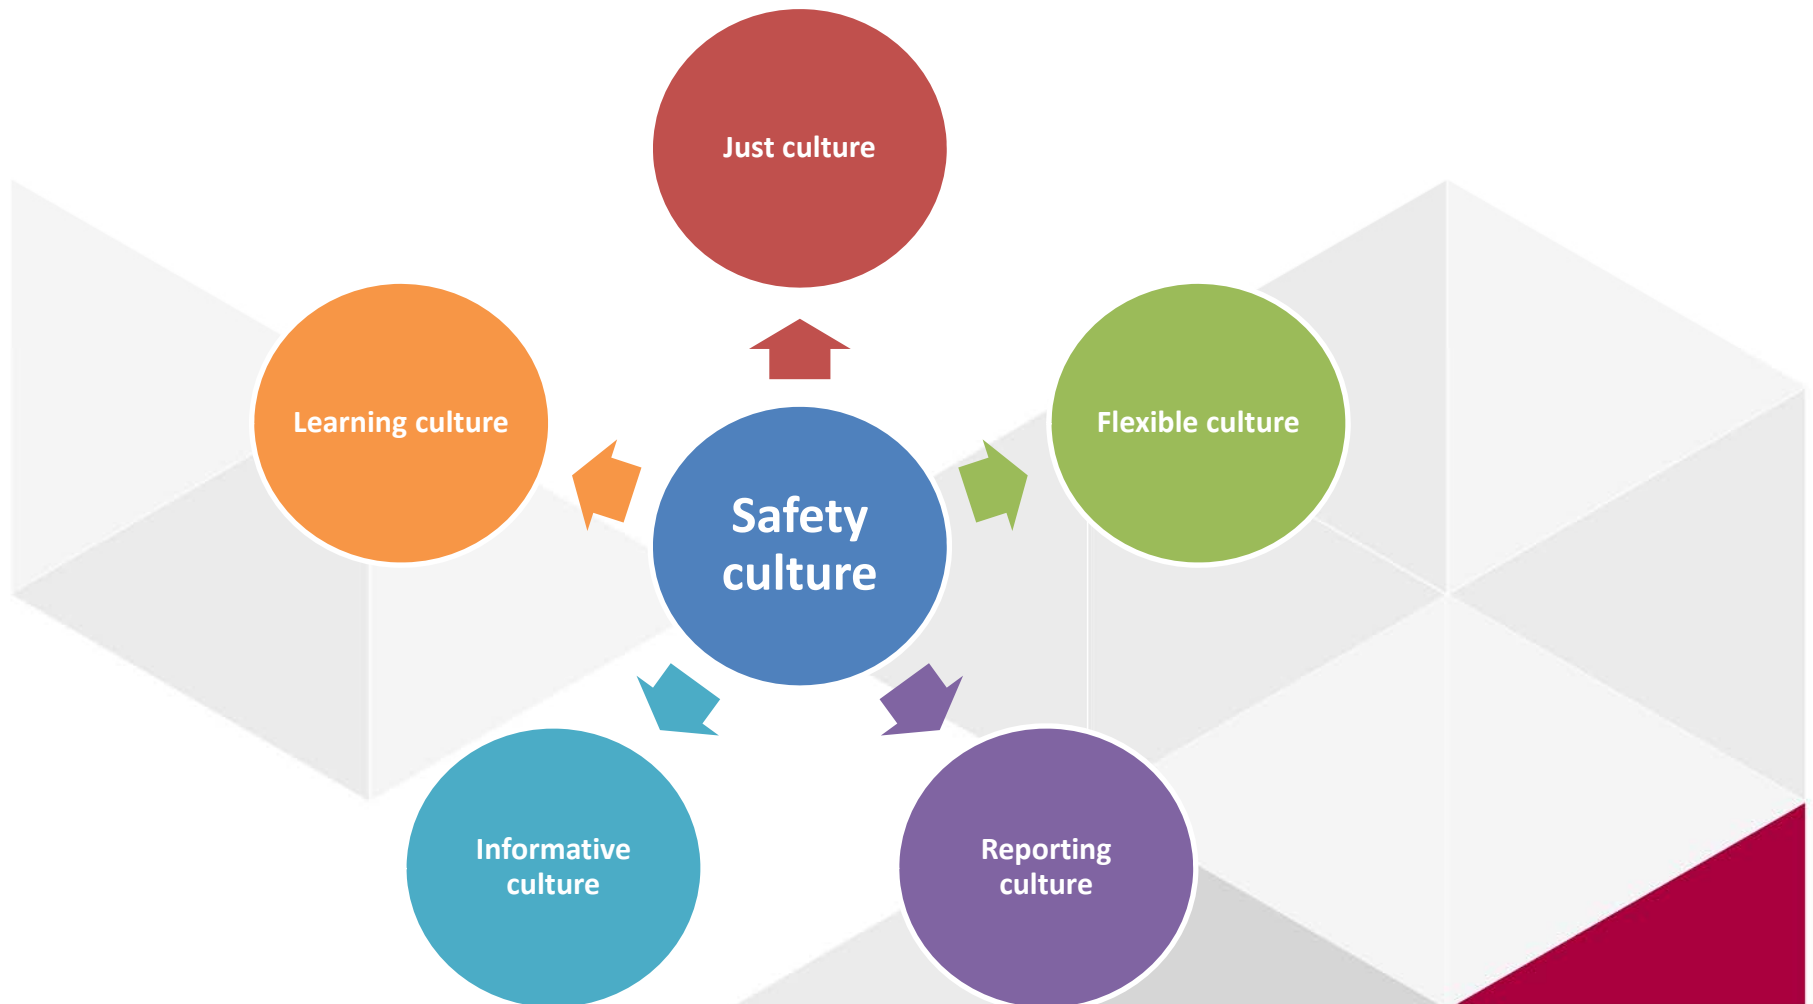 Just culture
Learning culture
Flexible culture
Safety
culture
Informative
culture
Reporting
culture